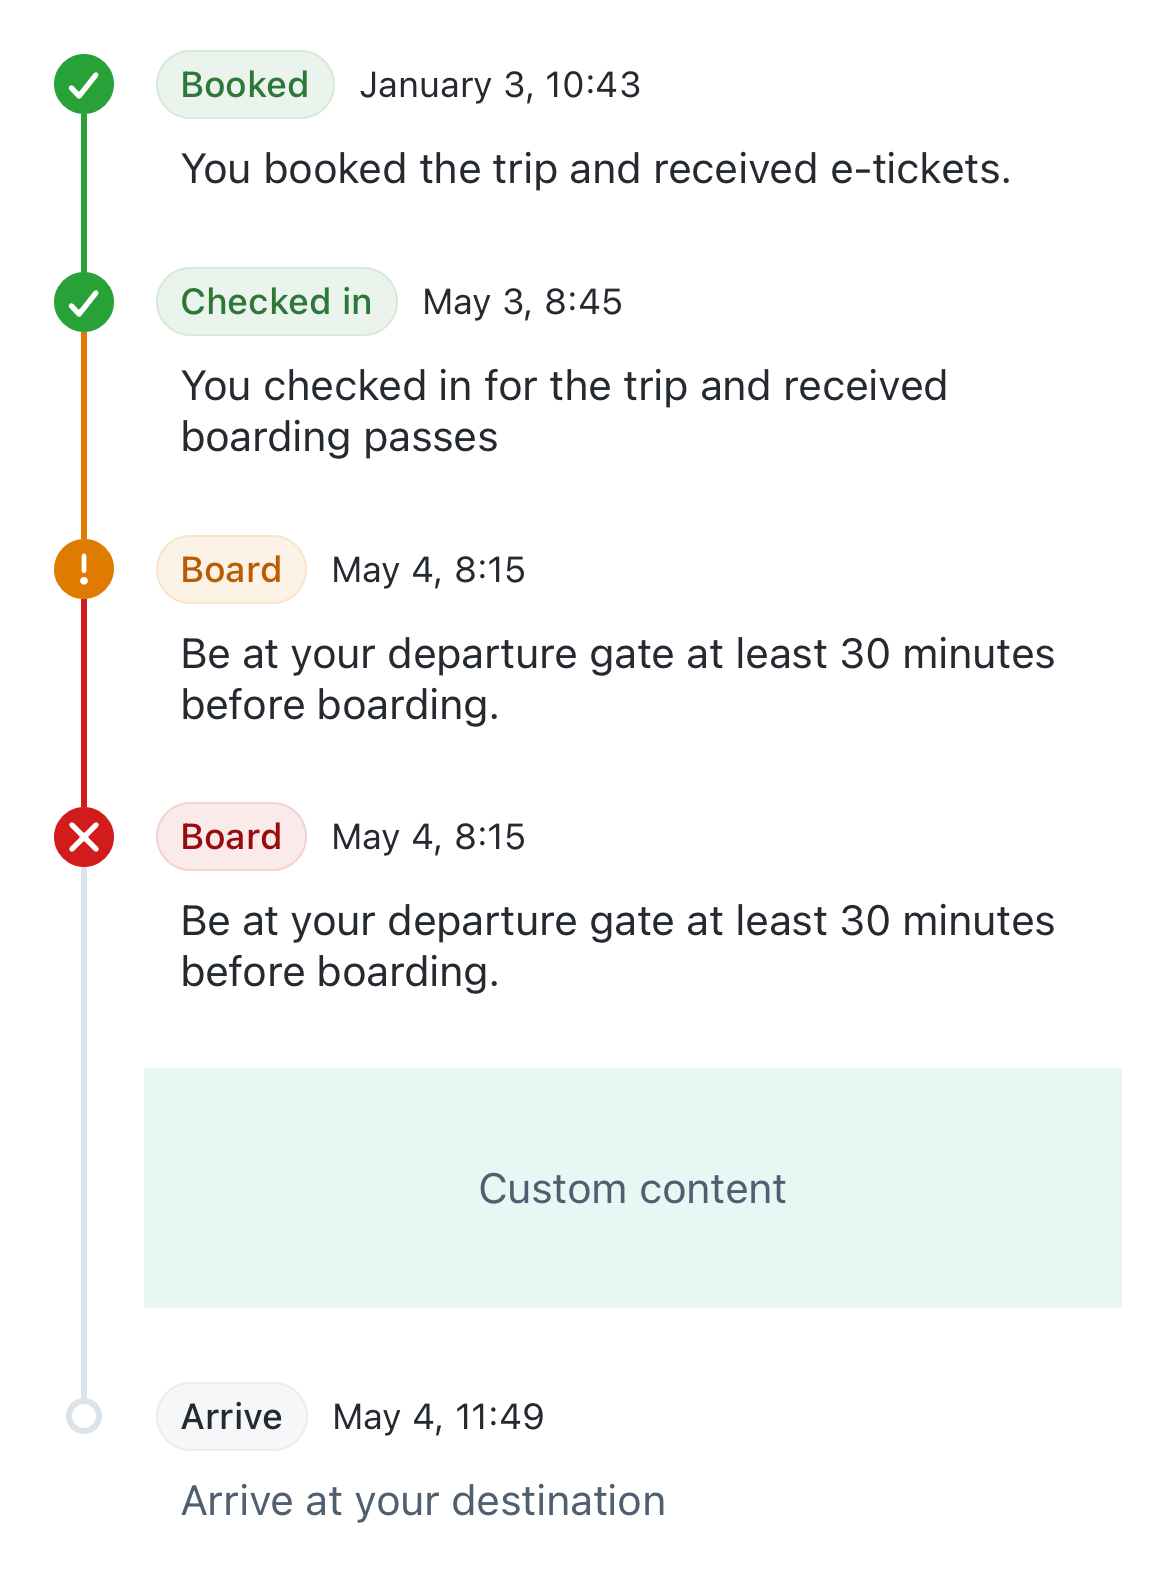 Booked January 3, 10:43
You booked the trip and received e-tickets.
Checked in May 3, 8:45
You checked in for the trip and received
boarding passes
Board May 4, 8:15
Be at your departure gate at least 30 minutes
before boarding.
Board May 4, 8:15
Be at your departure gate at least 30 minutes
before boarding.
Custom content
Arrive May 4, 11:49
Arrive at your destination